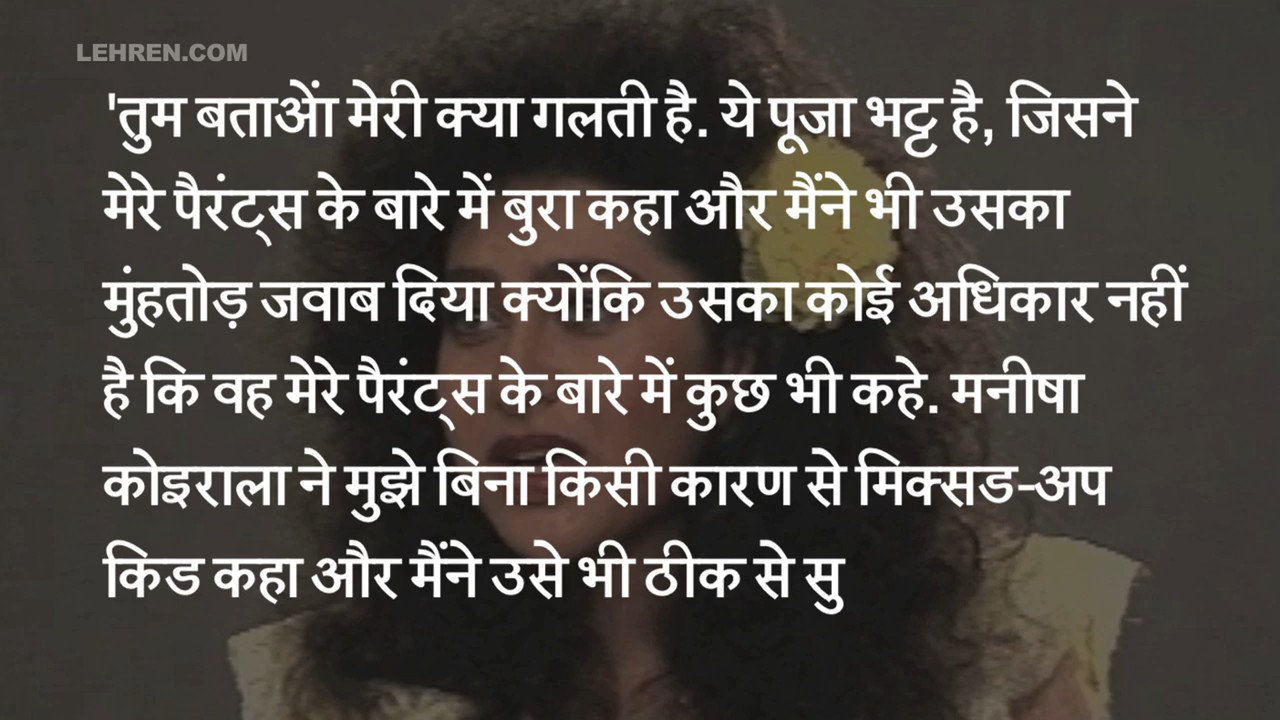 LEHREN.COM
'तुम बताओं मेरी क्या गलती है. ये पूजा भट्ट है, जिसने
मेरे पैरंट्स के बारे में बुरा कहा और मैंने भी उसका
मुंहतोड़ जवाब दिया क्योंकि उसका कोई अधिकार नहीं
है कि वह मेरे पैरंट्स के बारे में कुछ भी कहे. मनीषा
कोइराला ने मुझे बिना किसी कारण से मिक्सड-अप
किड कहा और मैंने उसे भी ठीक से सु